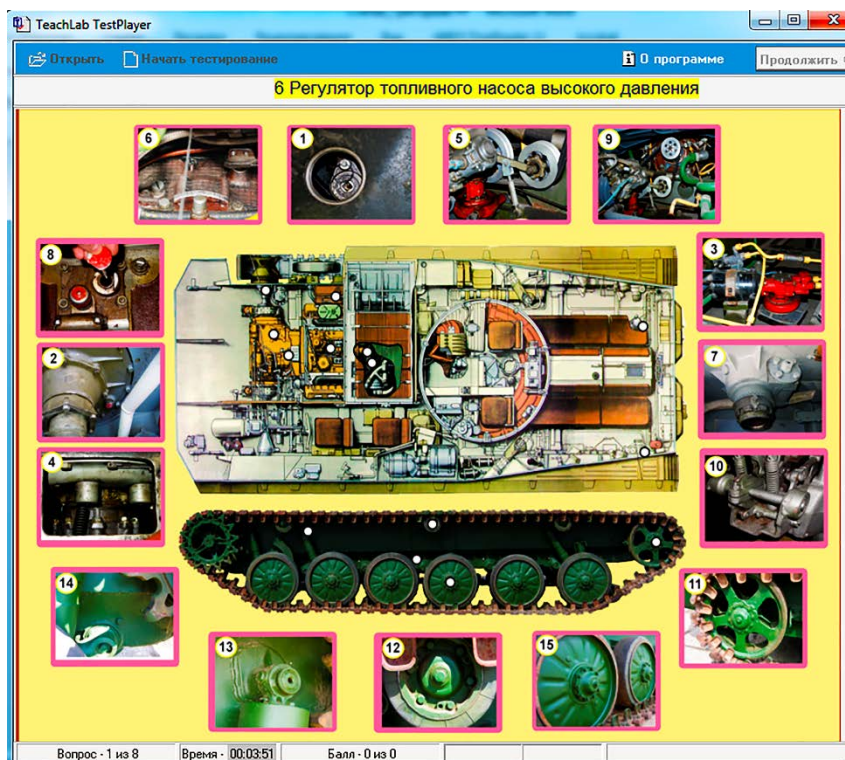 TeachLab TestPlayer
Открыть Начать тестирование О программе Продолжить
6 Регулятор топливного насоса высокого давления
6 1 5 9
8 3
2 7
4 10
14 11
13 12 15
Вопрос - 1 из 8 Время - 00:03:51 Балл - 0 из 0